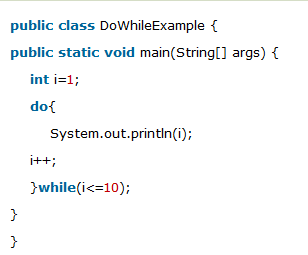 public class DoWhileExample {
public static void main(String[] args) {
int i=1;
do{
System.out.println(i);
i++;
}while(i<=10);
}
}